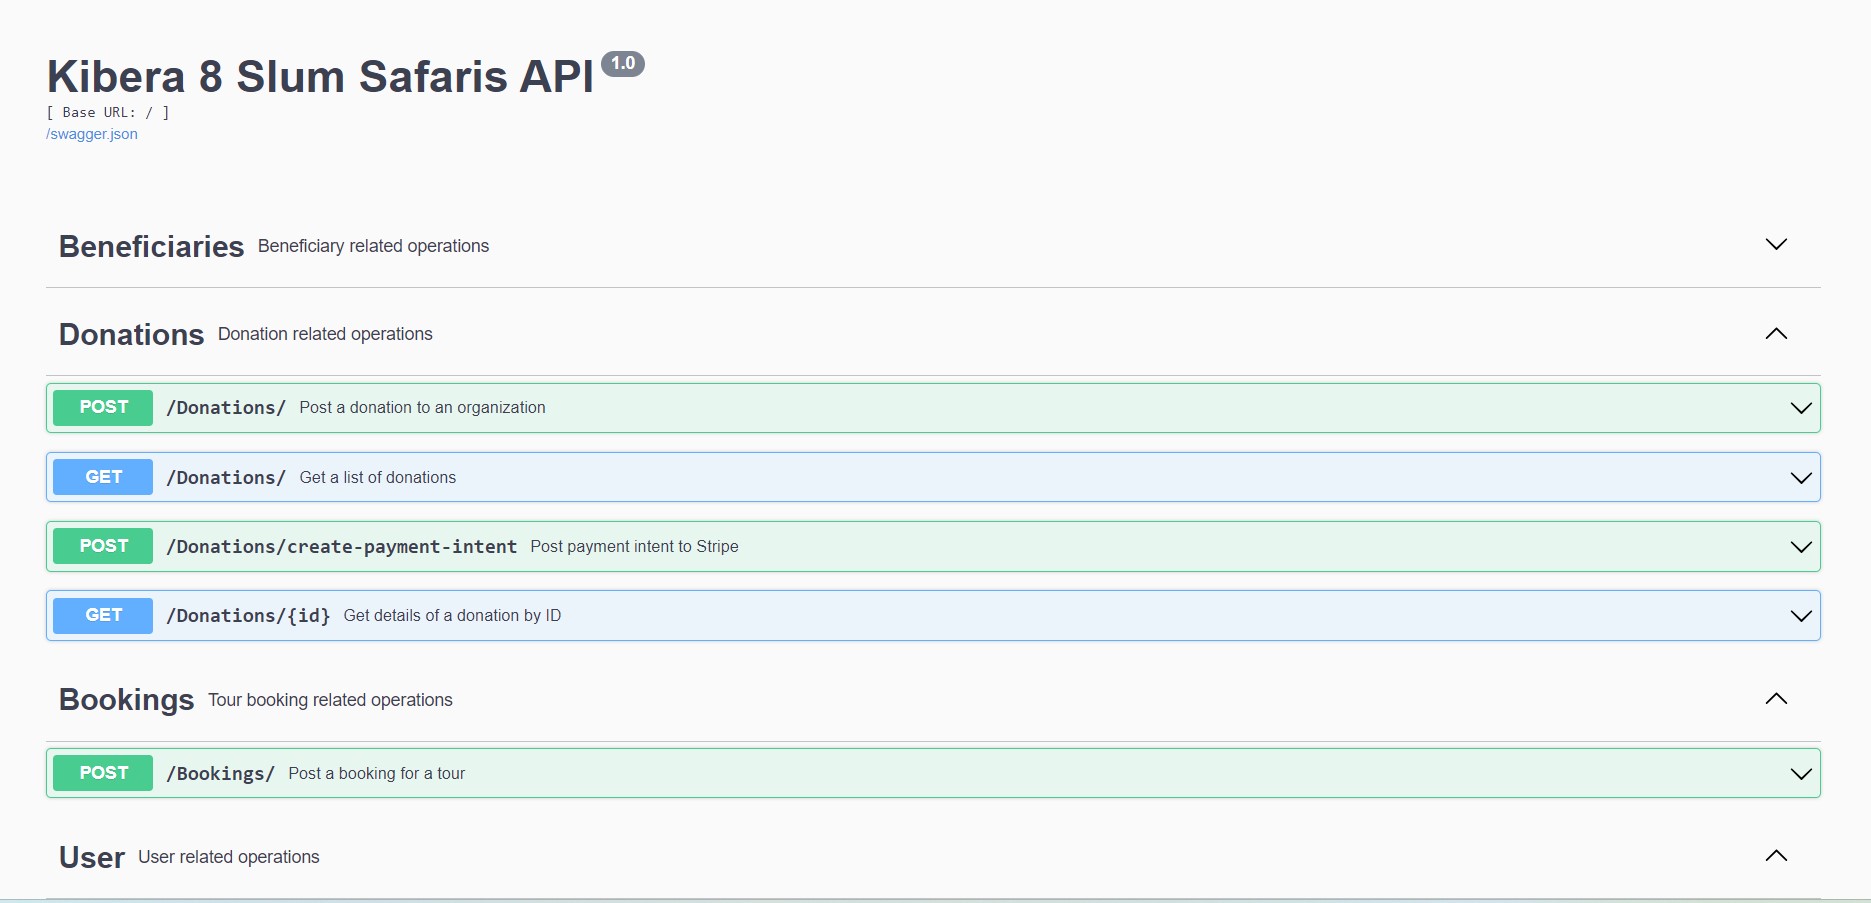 Kibera 8 Slum Safaris API 1.0
[ Base URL: / ]
/swagger.json
Beneficiaries Beneficiary related operations
Donations Donation related operations
POST /Donations/ Post a donation to an organization
GET /Donations/ Get a list of donations
POST /Donations/create-payment-intent Post payment intent to Stripe
GET /Donations/{id} Get details of a donation by ID
Bookings Tour booking related operations
POST /Bookings/ Post a booking for a tour
User User related operations